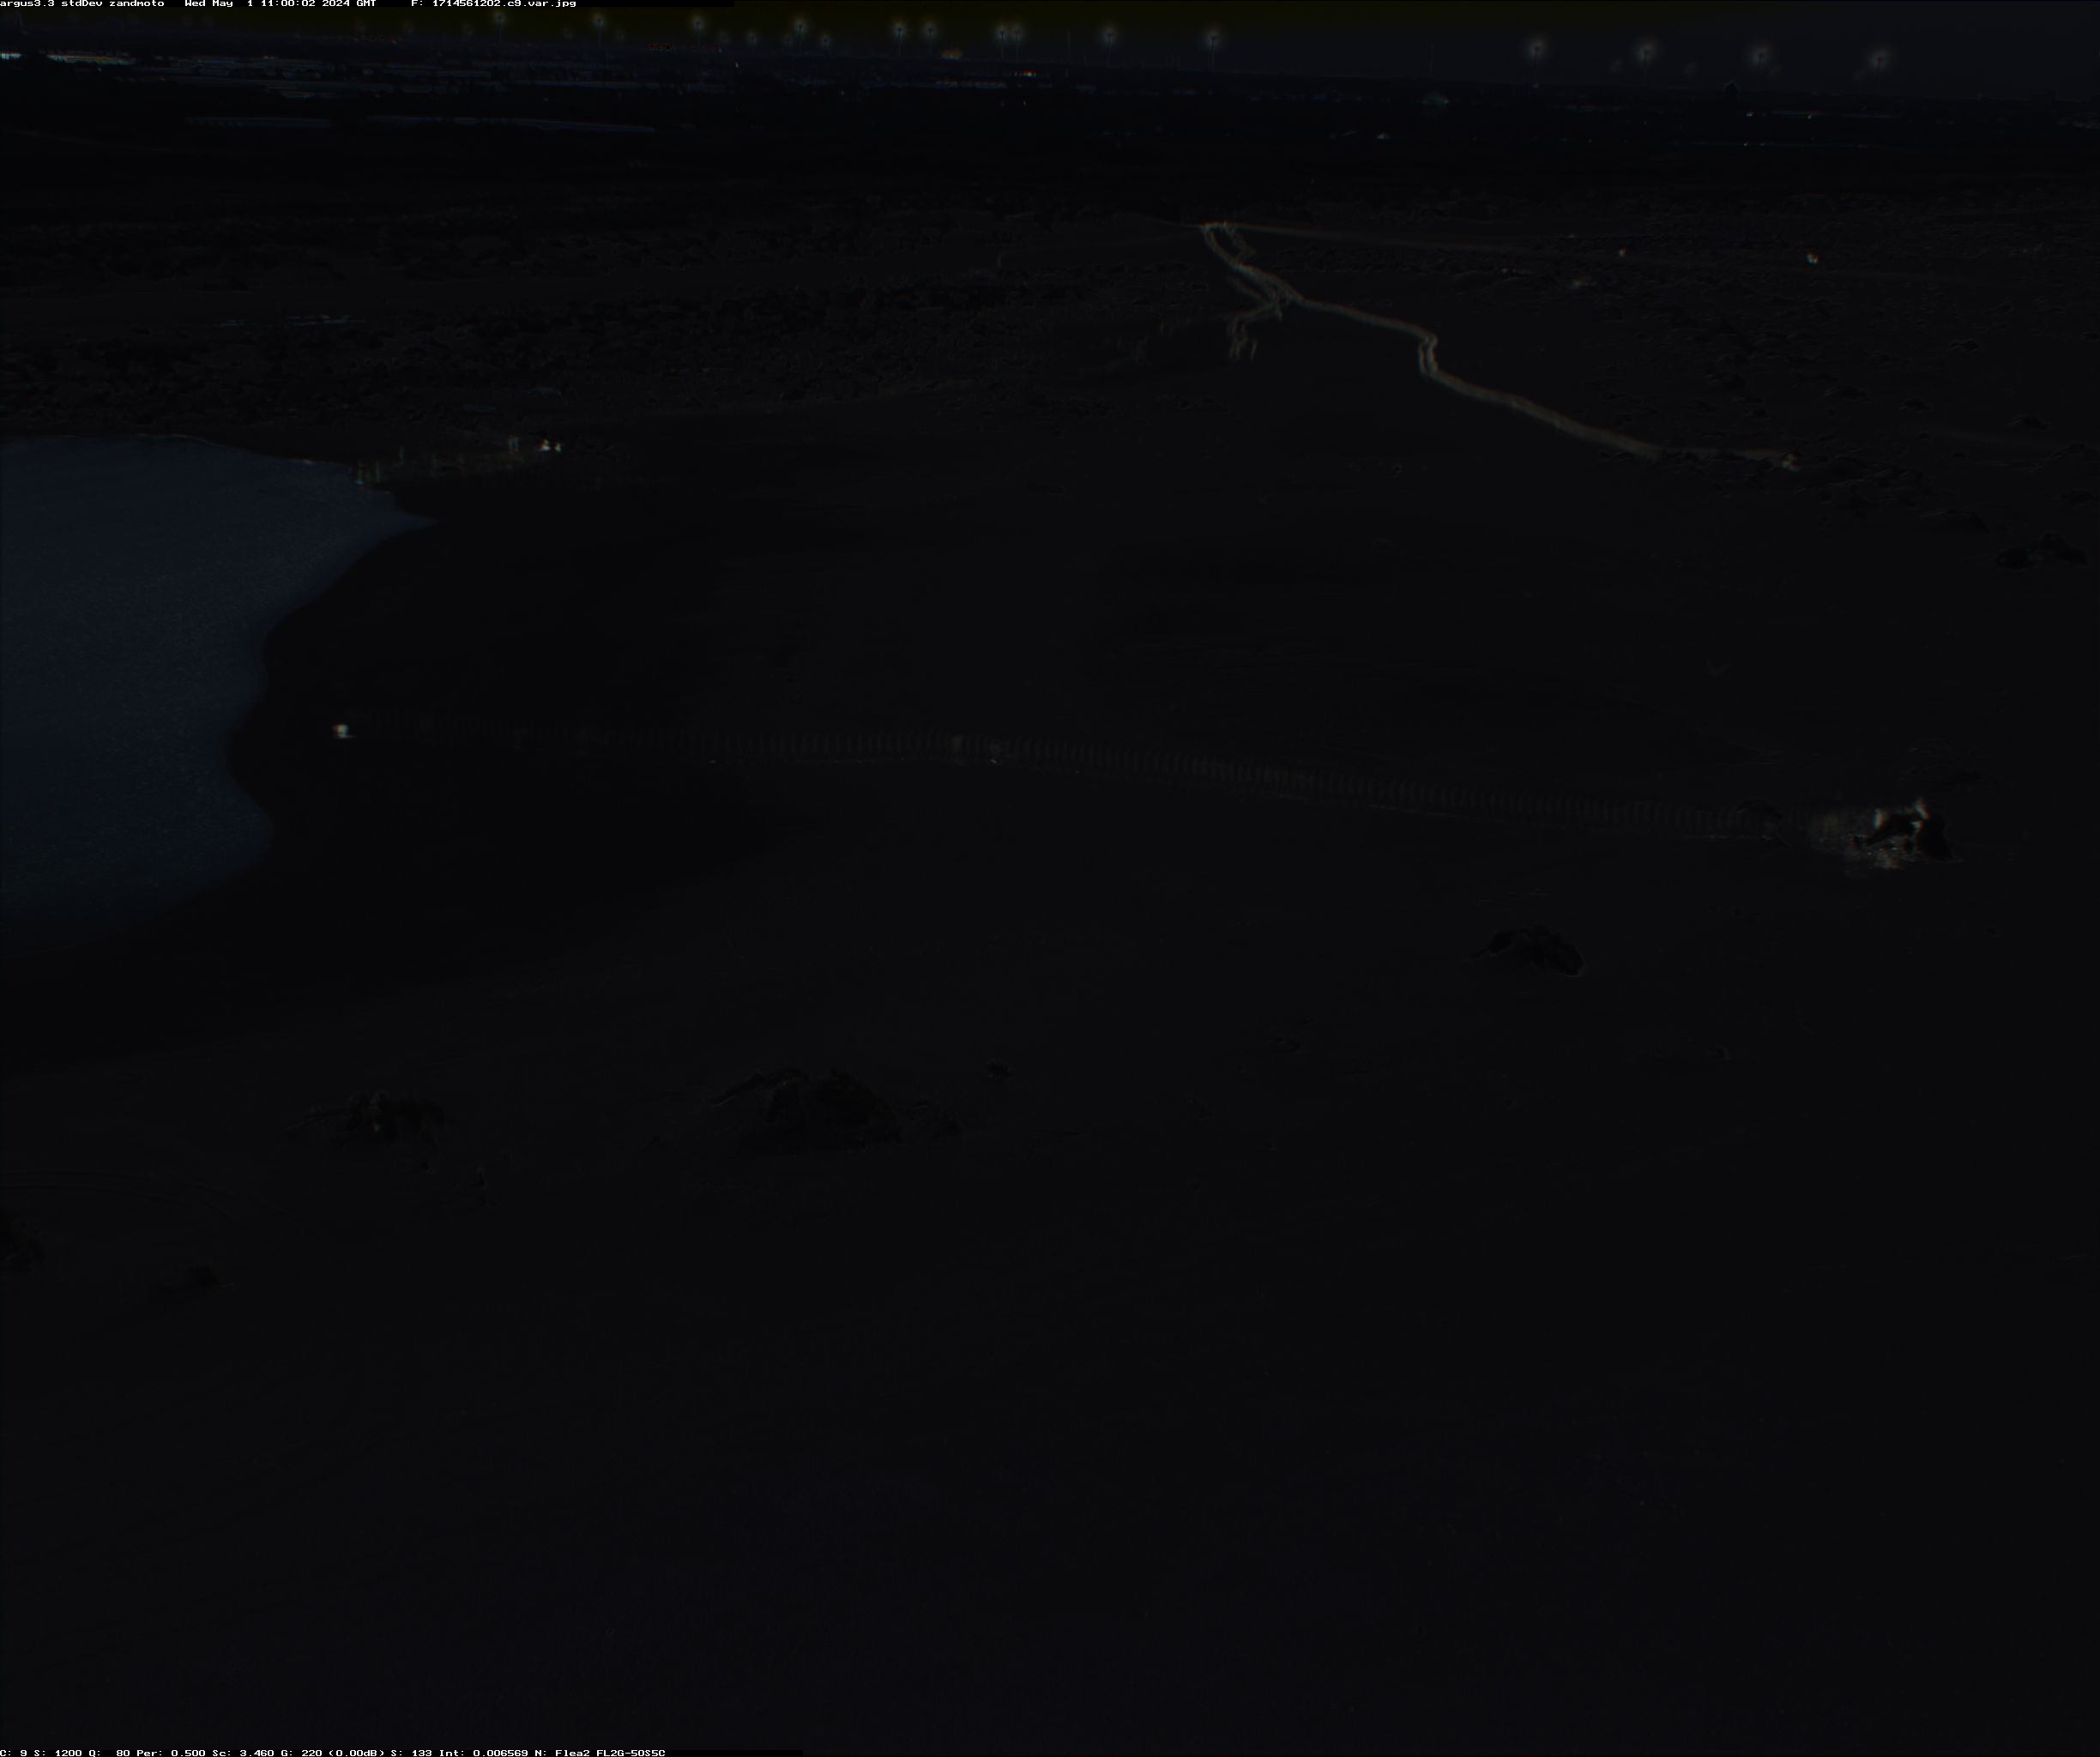 argus3.3 stdDev zandmoto Wed May 1 11:00:02 2024 GMT F: 1714561202.c9.var.jpg
C: 9 S: 1200 Q: 80 Per: 0.500 Sc: 3.460 G: 220 (0.00dB) S: 133 Int: 0.006569 N: Flea2 FL2G-50S5C